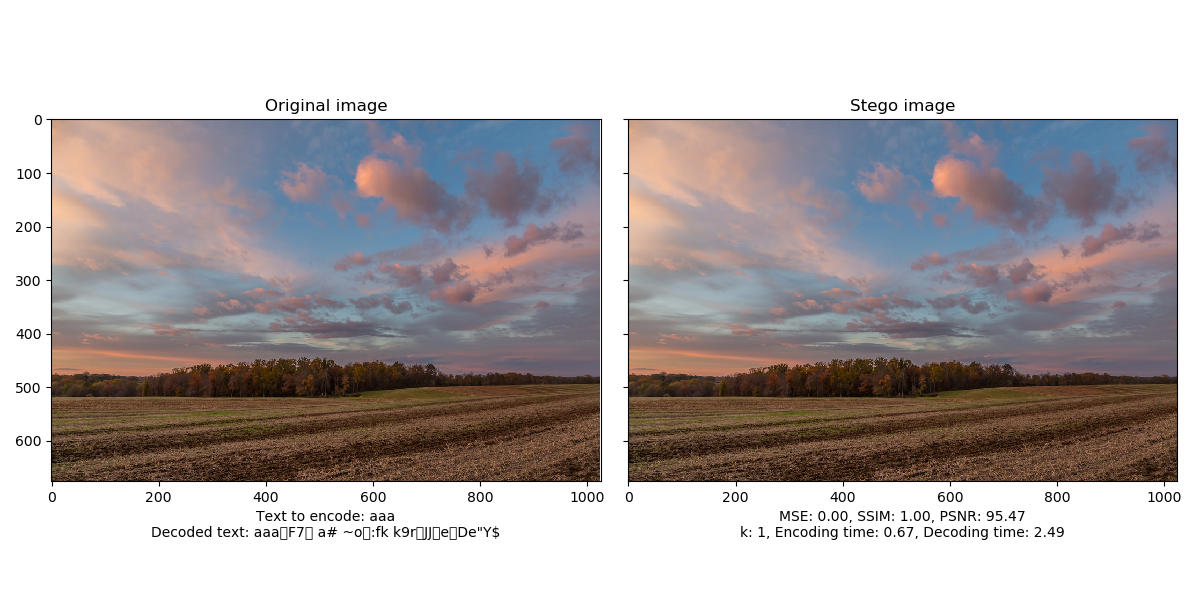 Original image
Stego image
0
100
200
300
400
500
600
0 200 400 600 800 1000
0 200 400 600 800 1000
Text to encode: aaa
Decoded text: aaa▯F7▯ a# ~o▯:fk k9r▯JJ▯e▯De"Y$
MSE: 0.00, SSIM: 1.00, PSNR: 95.47
k: 1, Encoding time: 0.67, Decoding time: 2.49